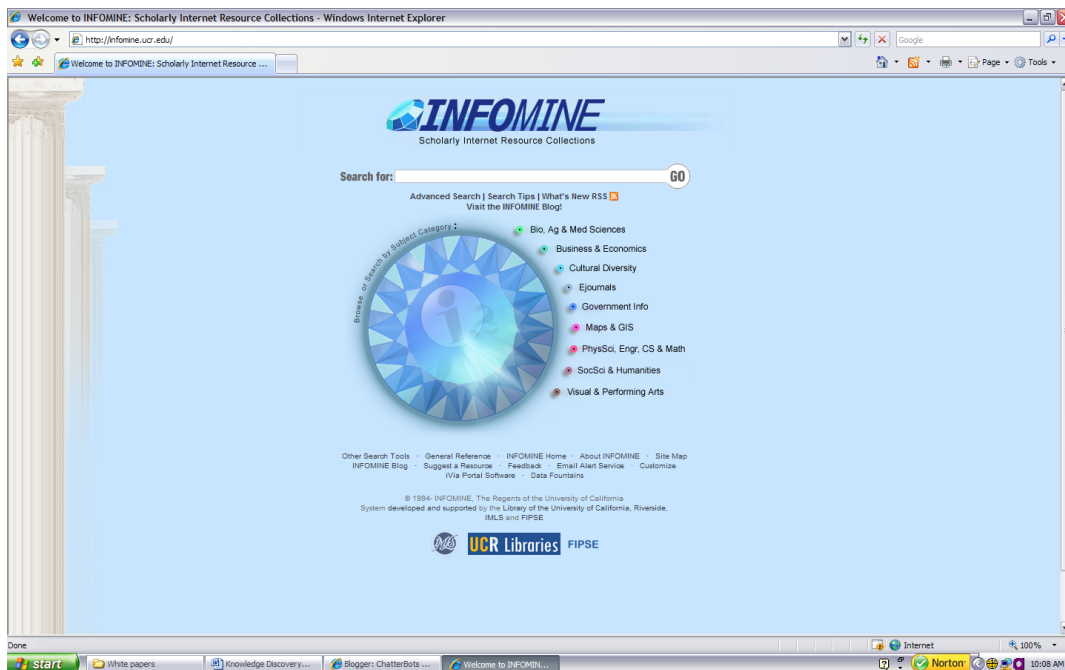 Welcome to INFOMINE: Scholarly Internet Resource Collections - Windows Internet Explorer
http://infomine.ucr.edu/
Google
Welcome to INFOMINE: Scholarly Internet Resource ...
Page
Tools
INFOMINE
Scholarly Internet Resource Collections
Search for:
GO
Advanced Search | Search Tips | What's New RSS
Visit the INFOMINE Blog!
Browse or Search by Subject Category :
Bio, Ag & Med Sciences
Business & Economics
Cultural Diversity
Ejournals
Government Info
Maps & GIS
PhysSci, Engr, CS & Math
SocSci & Humanities
Visual & Performing Arts
i2
Other Search Tools · General Reference · INFOMINE Home · About INFOMINE · Site Map
INFOMINE Blog · Suggest a Resource · Feedback · Email Alert Service · Customize
iVia Portal Software · Data Fountains
© 1994- INFOMINE, The Regents of the University of California
System developed and supported by the Library of the University of California, Riverside,
IMLS and FIPSE
UCR Libraries FIPSE
Done
Internet
100%
start
White papers
Knowledge Discovery...
Blogger: ChatterBots ...
Welcome to INFOMIN...
Norton
10:08 AM